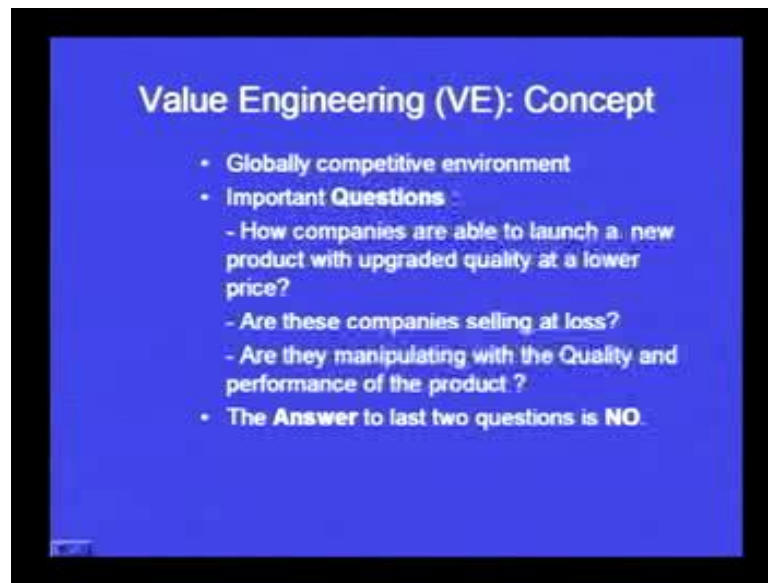 Value Engineering (VE): Concept
• Globally competitive environment
• Important Questions :
- How companies are able to launch a new
product with upgraded quality at a lower
price?
- Are these companies selling at loss?
- Are they manipulating with the Quality and
performance of the product ?
• The Answer to last two questions is NO.